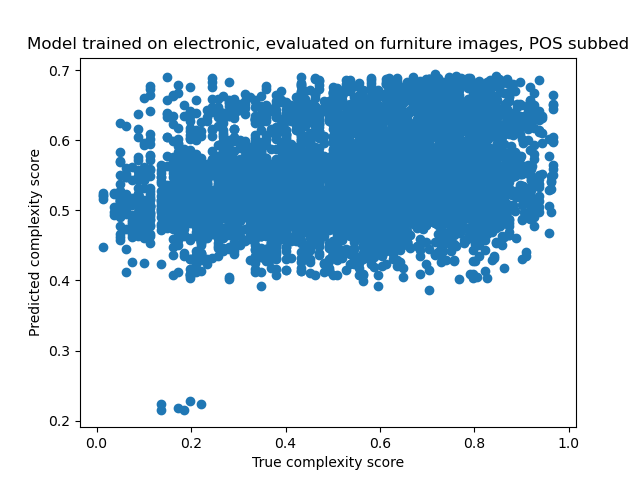 Model trained on electronic, evaluated on furniture images, POS subbed
0.7
0.6
0.5
0.4
0.3
0.2
Predicted complexity score
0.0 0.2 0.4 0.6 0.8 1.0
True complexity score